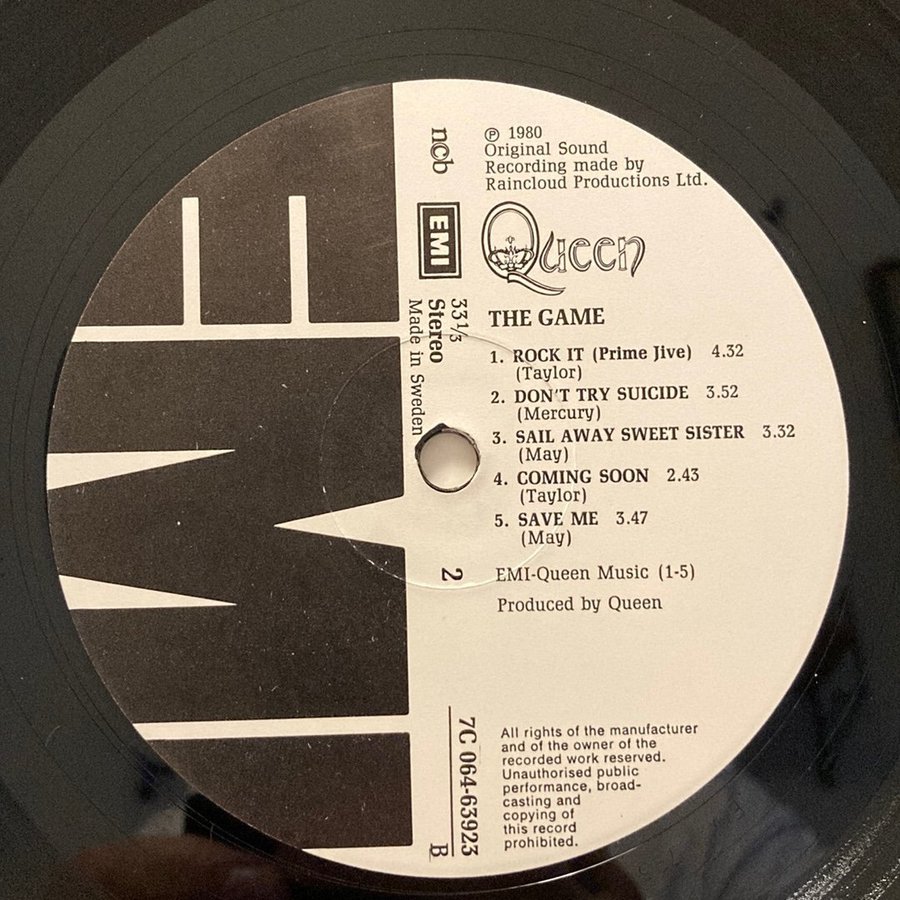 ℗ 1980
Original Sound
Recording made by
Raincloud Productions Ltd.
ncb
EMI
Queen
33 1/3
Stereo
Made in Sweden
THE GAME
1. ROCK IT (Prime Jive) 4.32
(Taylor)
2. DON'T TRY SUICIDE 3.52
(Mercury)
3. SAIL AWAY SWEET SISTER 3.32
(May)
4. COMING SOON 2.43
(Taylor)
5. SAVE ME 3.47
(May)
2
EMI-Queen Music (1-5)
Produced by Queen
7C 064-63923
B
All rights of the manufacturer
and of the owner of the
recorded work reserved.
Unauthorised public
performance, broad-
casting and
copying of
this record
prohibited.
EMI